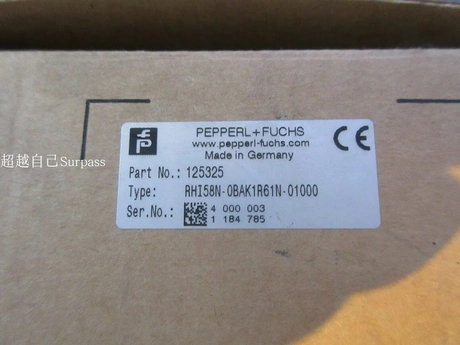 PEPPERL+FUCHS
www.pepperl-fuchs.com
Made in Germany
CE
Part No.: 125325
Type: RHI58N-0BAK1R61N-01000
Ser.No.: 4 000 003
1 184 785
超越自己Surpass